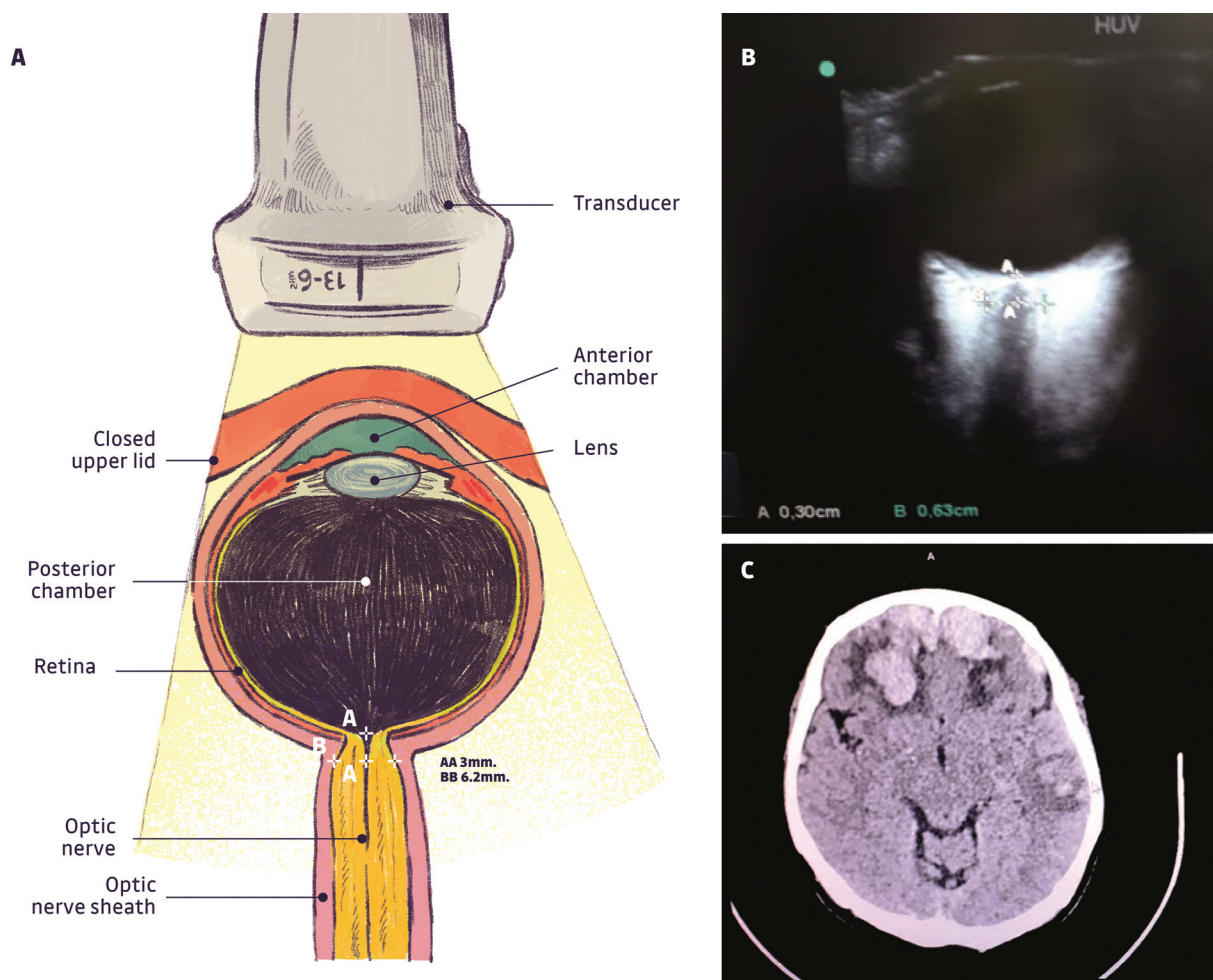 A
Transducer
13-6
MHz
Anterior
chamber
Lens
Closed
upper lid
Posterior
chamber
Retina
A
B
A
AA 3mm.
BB 6.2mm.
Optic
nerve
Optic
nerve sheath
B
HUV
A
B
A
A 0,30cm
B 0,63cm
C
A